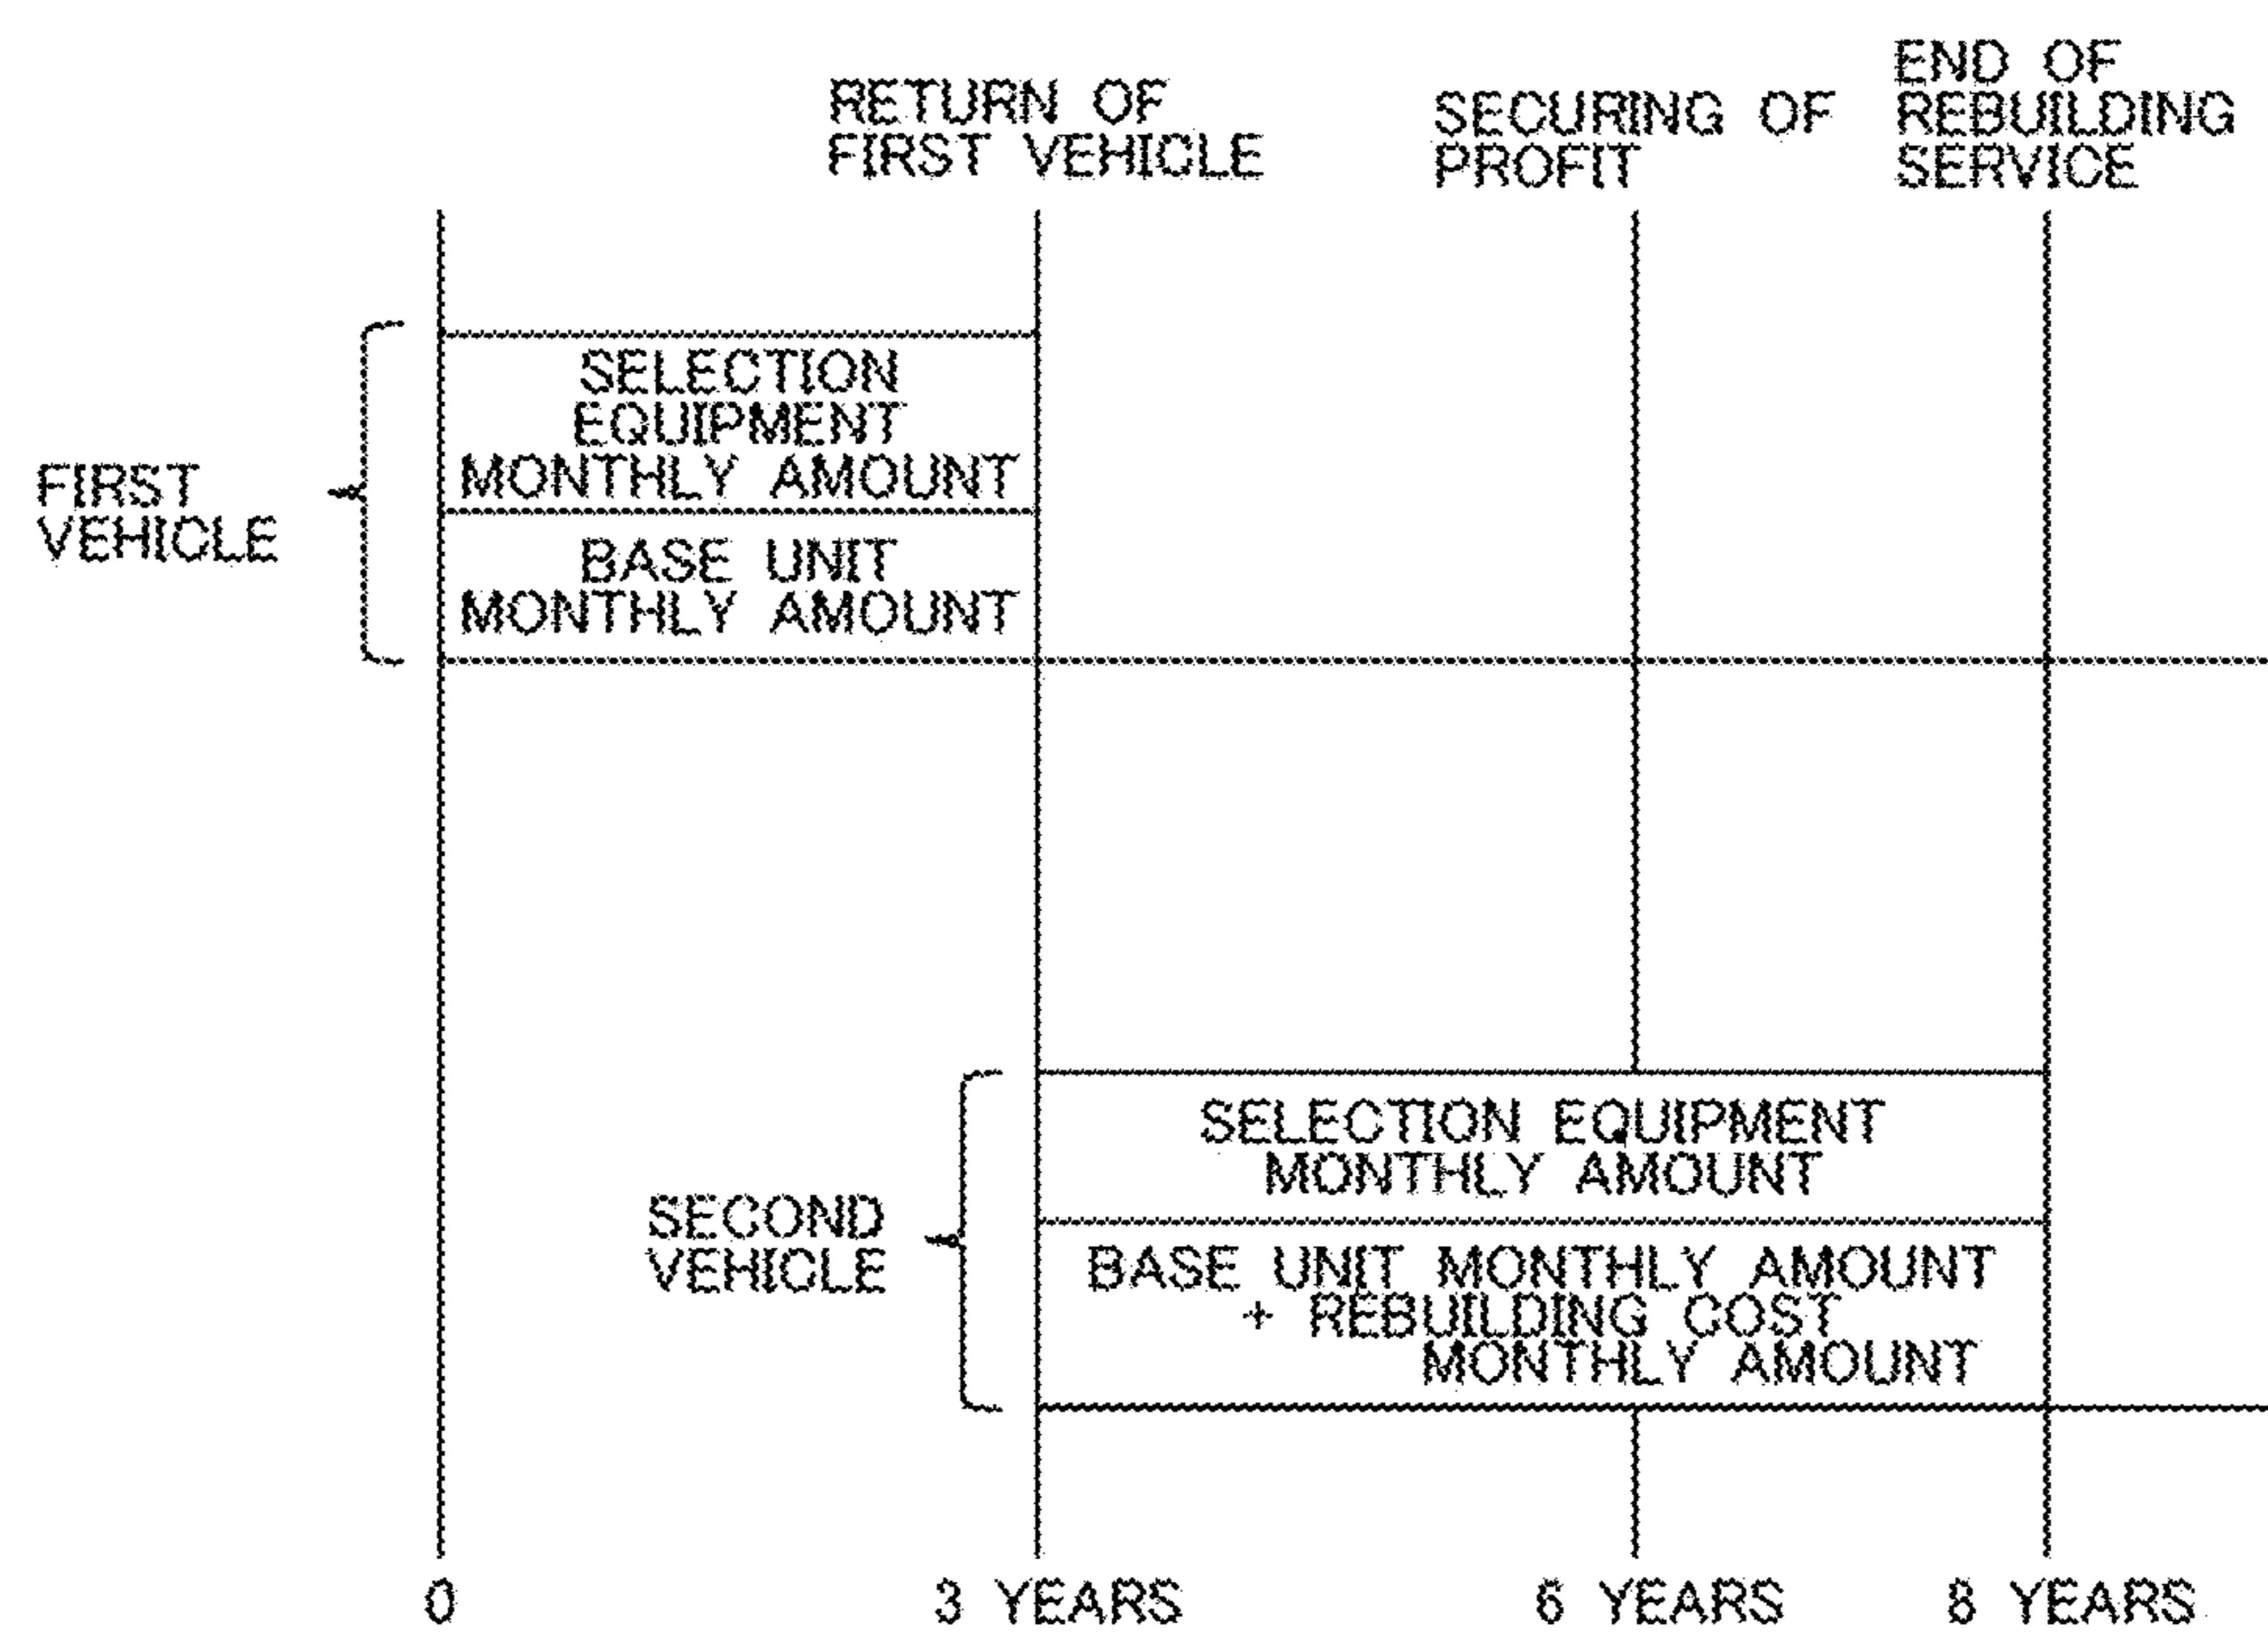 RETURN OF
FIRST VEHICLE
SECURING OF
PROFIT
END OF
REBUILDING
SERVICE
FIRST
VEHICLE
SELECTION
EQUIPMENT
MONTHLY AMOUNT
BASE UNIT
MONTHLY AMOUNT
SECOND
VEHICLE
SELECTION EQUIPMENT
MONTHLY AMOUNT
BASE UNIT MONTHLY AMOUNT
+ REBUILDING COST
MONTHLY AMOUNT
0
3 YEARS
6 YEARS
8 YEARS